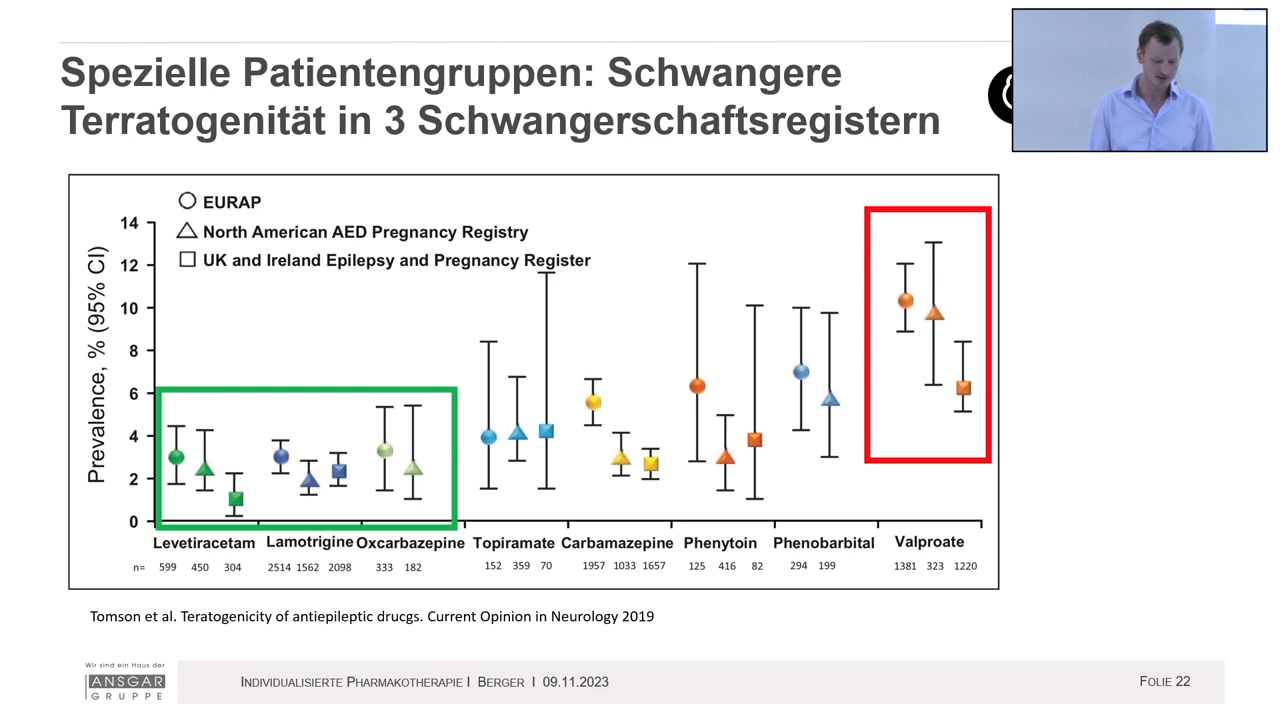 Spezielle Patientengruppen: Schwangere
Terratogenität in 3 Schwangerschaftsregistern
EURAP
North American AED Pregnancy Registry
UK and Ireland Epilepsy and Pregnancy Register
Prevalence, % (95% CI)
14
12
10
8
6
4
2
0
Levetiracetam Lamotrigine Oxcarbazepine Topiramate Carbamazepine Phenytoin Phenobarbital Valproate
n= 599 450 304 2514 1562 2098 333 182 152 359 70 1957 1033 1657 125 416 82 294 199 1381 323 1220
Tomson et al. Teratogenicity of antiepileptic drucgs. Current Opinion in Neurology 2019
Wir sind ein Haus der
ANSGAR
GRUPPE
INDIVIDUALISIERTE PHARMAKOTHERAPIE I BERGER I 09.11.2023
FOLIE 22